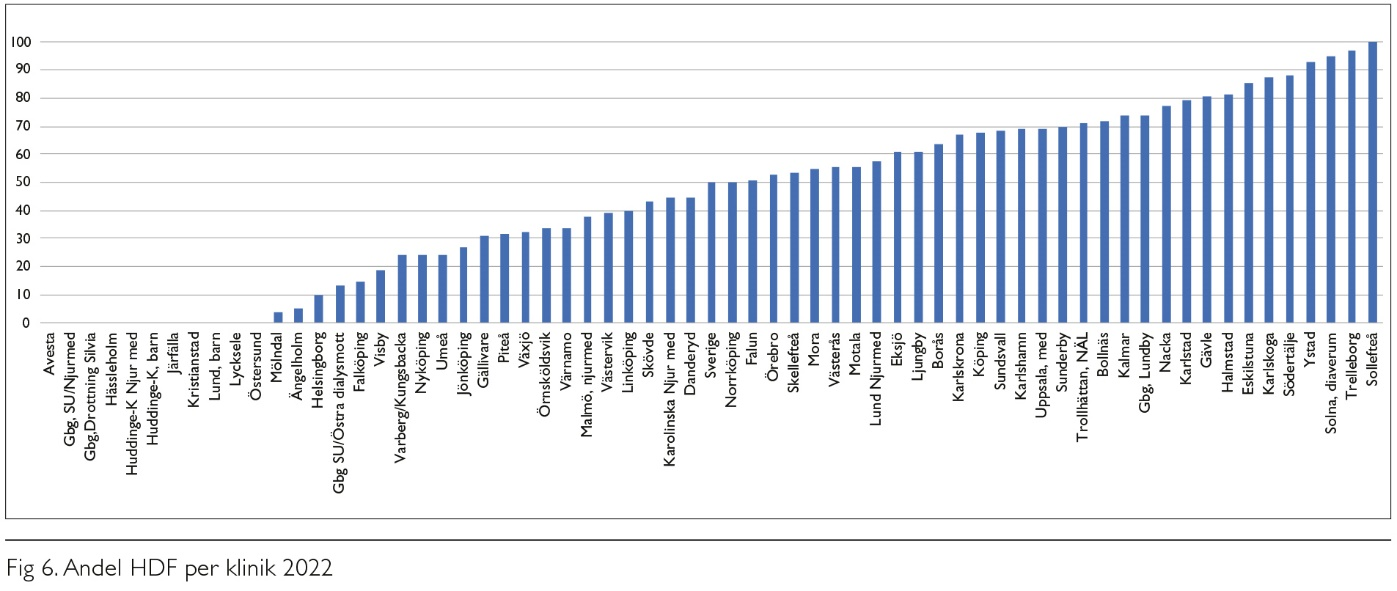 100
90
80
70
60
50
40
30
20
10
0
Avesta
Gbg, SU/Njurmed
Gbg,Drottning Silvia
Hässleholm
Huddinge-K Njur med
Huddinge-K, barn
Järfälla
Kristianstad
Lund, barn
Lycksele
Östersund
Mölndal
Ängelholm
Helsingborg
Gbg SU/Östra dialysmott
Falköping
Visby
Varberg/Kungsbacka
Nyköping
Umeå
Jönköping
Gällivare
Piteå
Växjö
Örnsköldsvik
Värnamo
Malmö, njurmed
Västervik
Linköping
Skövde
Karolinska Njur med
Danderyd
Sverige
Norrköping
Falun
Örebro
Skellefteå
Mora
Västerås
Motala
Lund Njurmed
Eksjö
Ljungby
Borås
Karlskrona
Köping
Sundsvall
Karlshamn
Uppsala, med
Sunderby
Trollhättan, NÄL
Bollnäs
Kalmar
Gbg, Lundby
Nacka
Karlstad
Gävle
Halmstad
Eskilstuna
Karlskoga
Södertälje
Ystad
Solna, diaverum
Trelleborg
Sollefteå
Fig 6. Andel HDF per klinik 2022